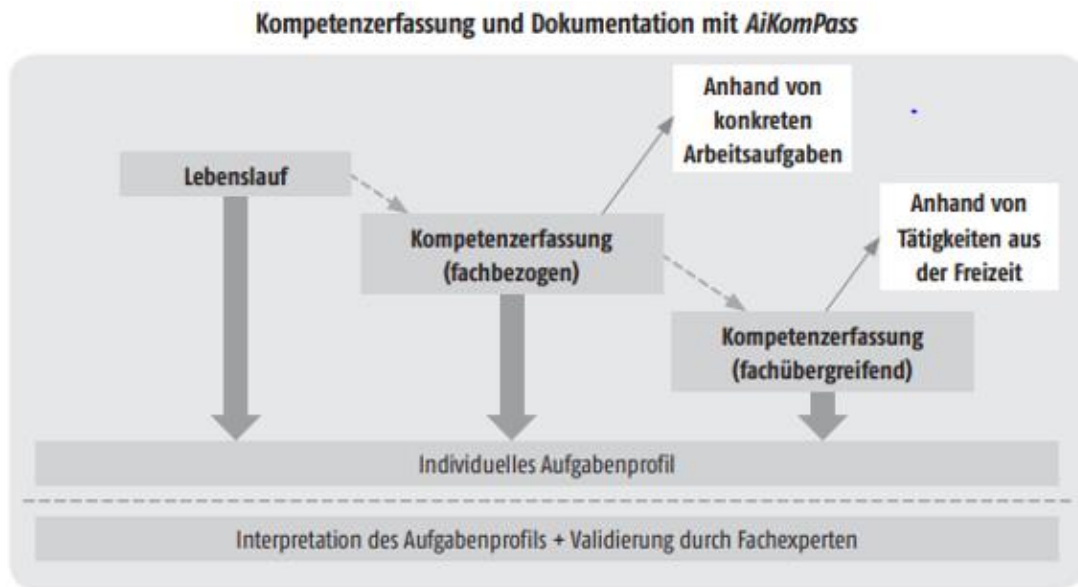 Kompetenzerfassung und Dokumentation mit AiKomPass
Anhand von
konkreten
Arbeitsaufgaben
Lebenslauf
Anhand von
Tätigkeiten aus
der Freizeit
Kompetenzerfassung
(fachbezogen)
Kompetenzerfassung
(fachübergreifend)
Individuelles Aufgabenprofil
Interpretation des Aufgabenprofils + Validierung durch Fachexperten